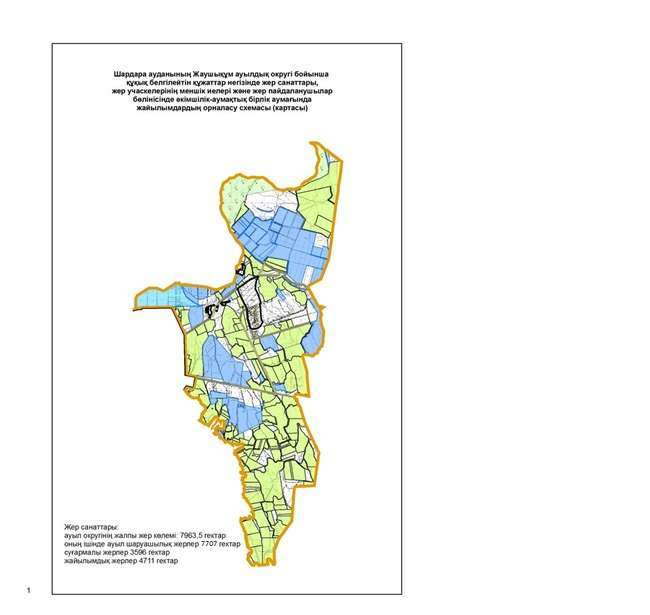 Шардара ауданының Жаушықұм ауылдық округі бойынша
құқық белгілейтін құжаттар негізінде жер санаттары,
жер учаскелерінің меншік иелері және жер пайдаланушылар
бөлінісінде әкімшілік-аумақтық бірлік аумағында
жайылымдардың орналасу схемасы (картасы)
Жер санаттары:
ауыл округінің жалпы жер көлемі: 7963,5 гектар
оның ішінде ауыл шаруашылық жерлер 7707 гектар
суғармалы жерлер 3596 гектар
жайылымдық жерлер 4711 гектар
1